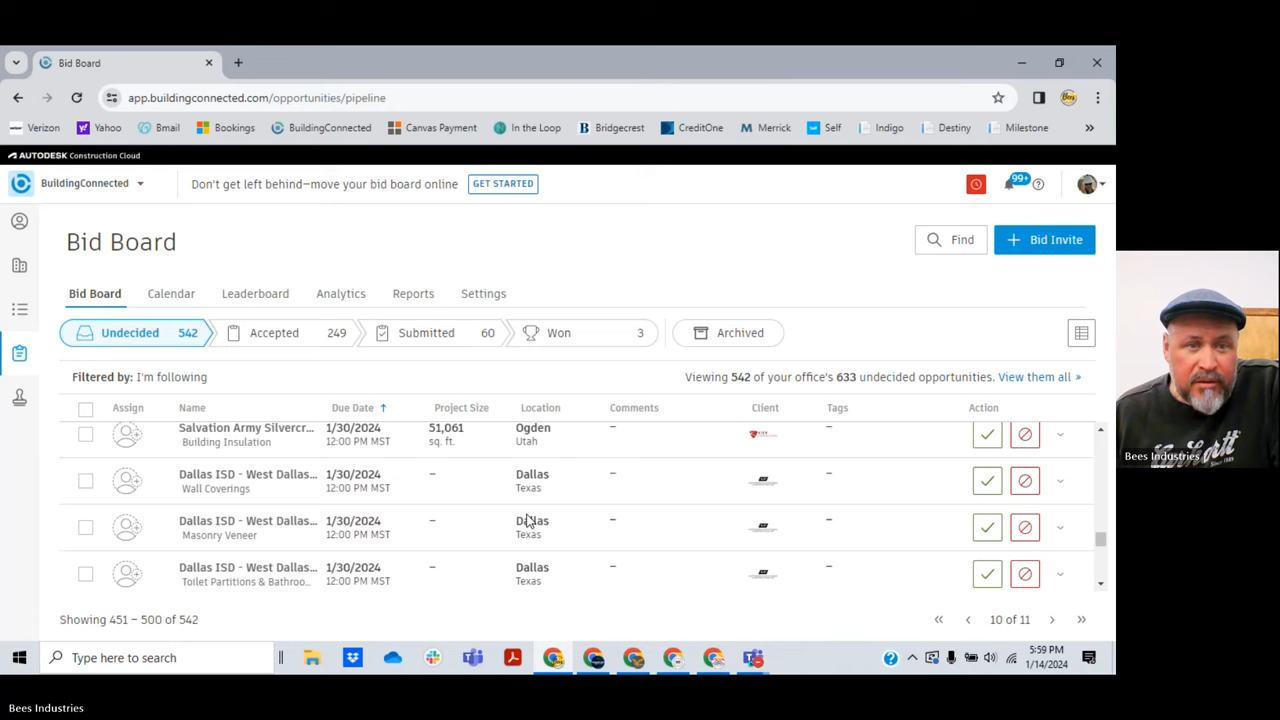 Bid Board
app.buildingconnected.com/opportunities/pipeline
Verizon Yahoo Bmail Bookings BuildingConnected Canvas Payment In the Loop Bridgecrest CreditOne Merrick Self Indigo Destiny Milestone »
AUTODESK Construction Cloud
BuildingConnected Don't get left behind—move your bid board online GET STARTED 99+
Bid Board Find + Bid Invite
Bid Board Calendar Leaderboard Analytics Reports Settings
Undecided 542 Accepted 249 Submitted 60 Won 3 Archived
Filtered by: I'm following Viewing 542 of your office's 633 undecided opportunities. View them all »
Assign Name Due Date ↑ Project Size Location Comments Client Tags Action
Salvation Army Silvercr... 1/30/2024 51,061 Ogden – –
Building Insulation 12:00 PM MST sq. ft. Utah
Dallas ISD - West Dallas... 1/30/2024 – Dallas – –
Wall Coverings 12:00 PM MST Texas
Dallas ISD - West Dallas... 1/30/2024 – Dallas – –
Masonry Veneer 12:00 PM MST Texas
Dallas ISD - West Dallas... 1/30/2024 – Dallas – –
Toilet Partitions & Bathroo... 12:00 PM MST Texas
Showing 451 – 500 of 542 « ‹ 10 of 11 › »
Type here to search 5:59 PM
1/14/2024
Bees Industries
Bees Industries